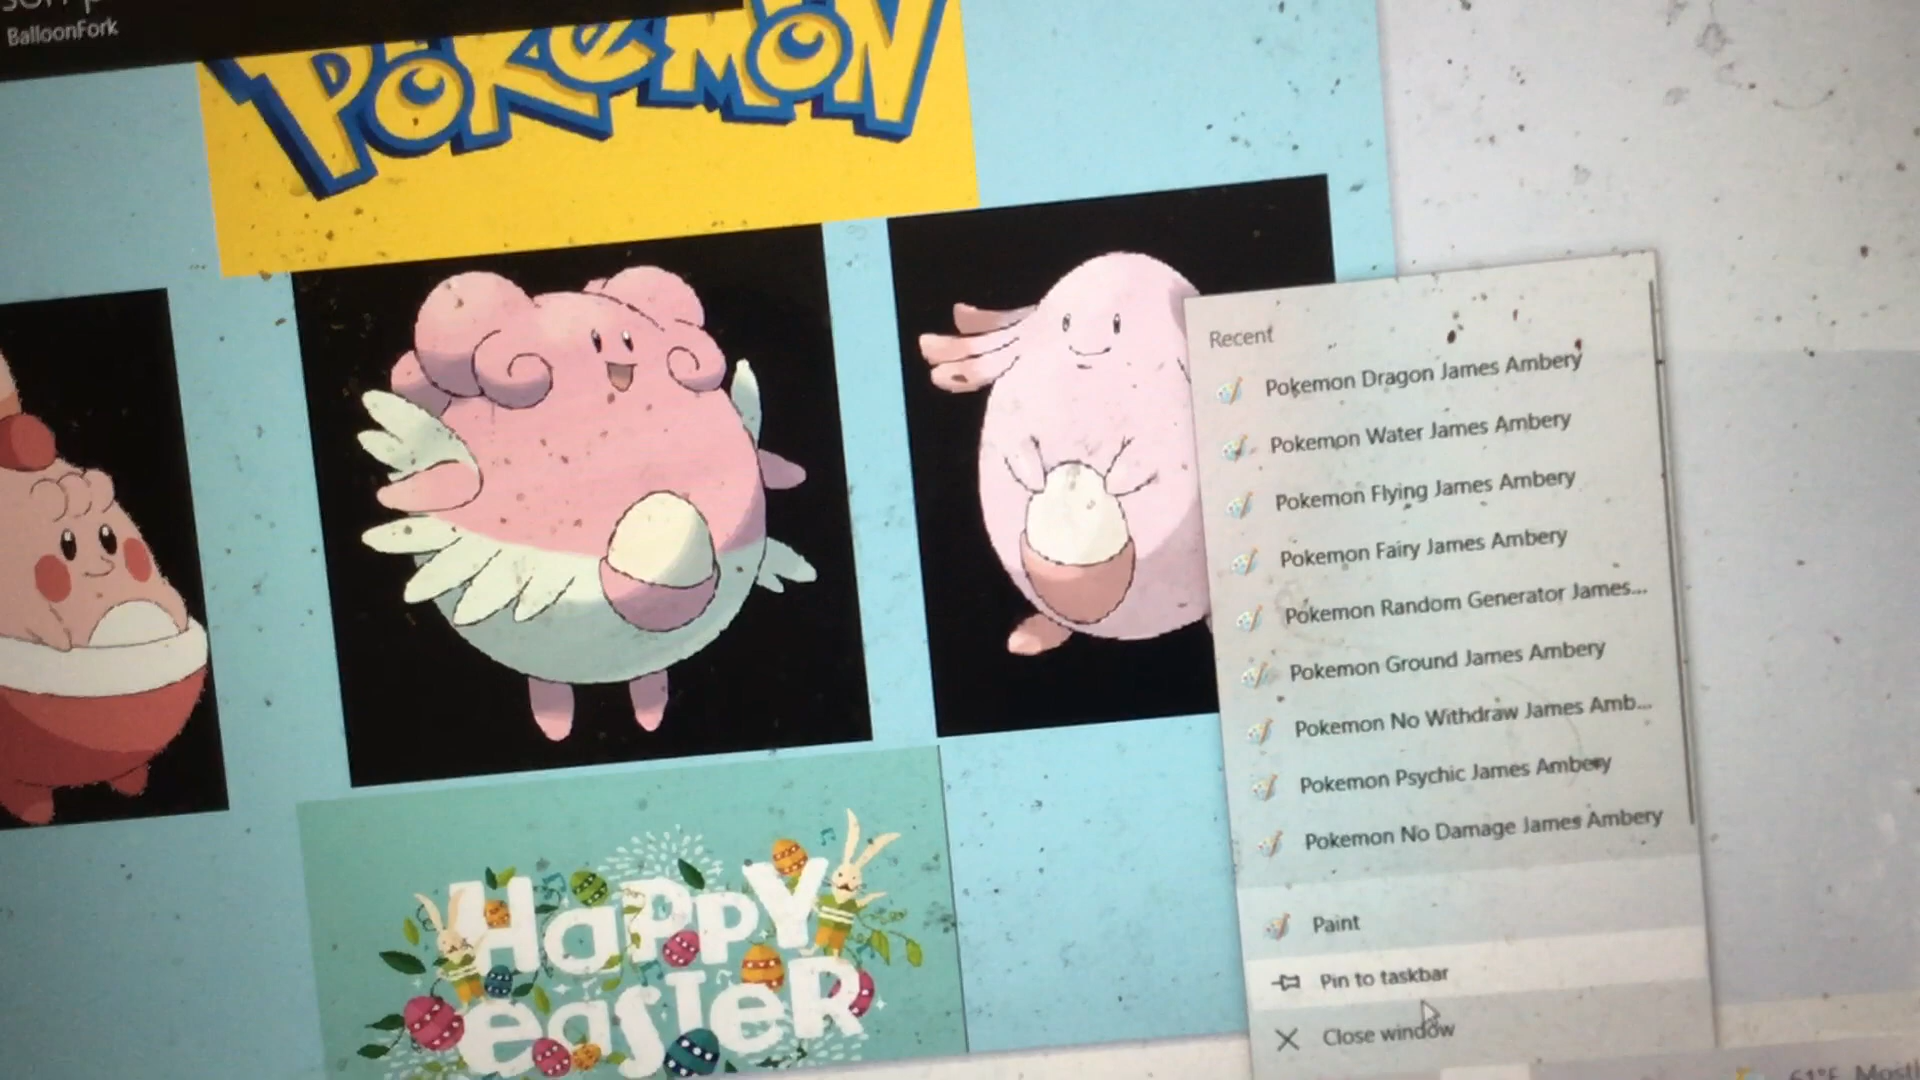 BalloonFork
POKÉMON
Recent
Pokemon Dragon James Ambery
Pokemon Water James Ambery
Pokemon Flying James Ambery
Pokemon Fairy James Ambery
Pokemon Random Generator James...
Pokemon Ground James Ambery
Pokemon No Withdraw James Amb...
Pokemon Psychic James Ambery
Pokemon No Damage James Ambery
Paint
Pin to taskbar
Close window
HaPPy
easTeR
61°F